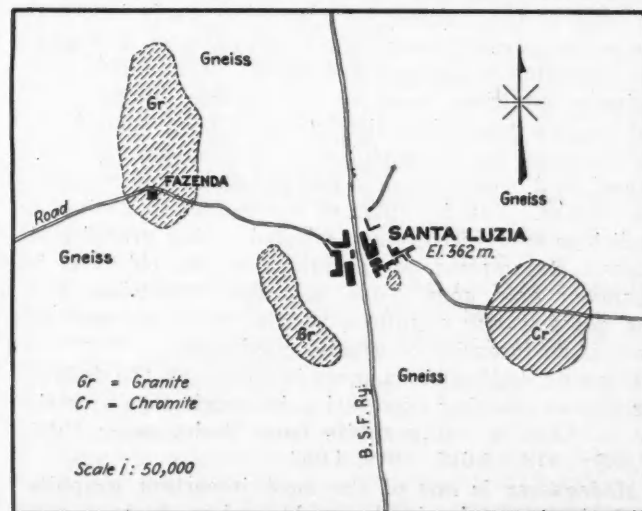 Gneiss
Gr
FAZENDA
Road
Gneiss
Gneiss
SANTA LUZIA
El. 362 m.
Gr
Cr
Gneiss
B.S.F. Ry.
Gr = Granite
Cr = Chromite
Scale 1 : 50,000